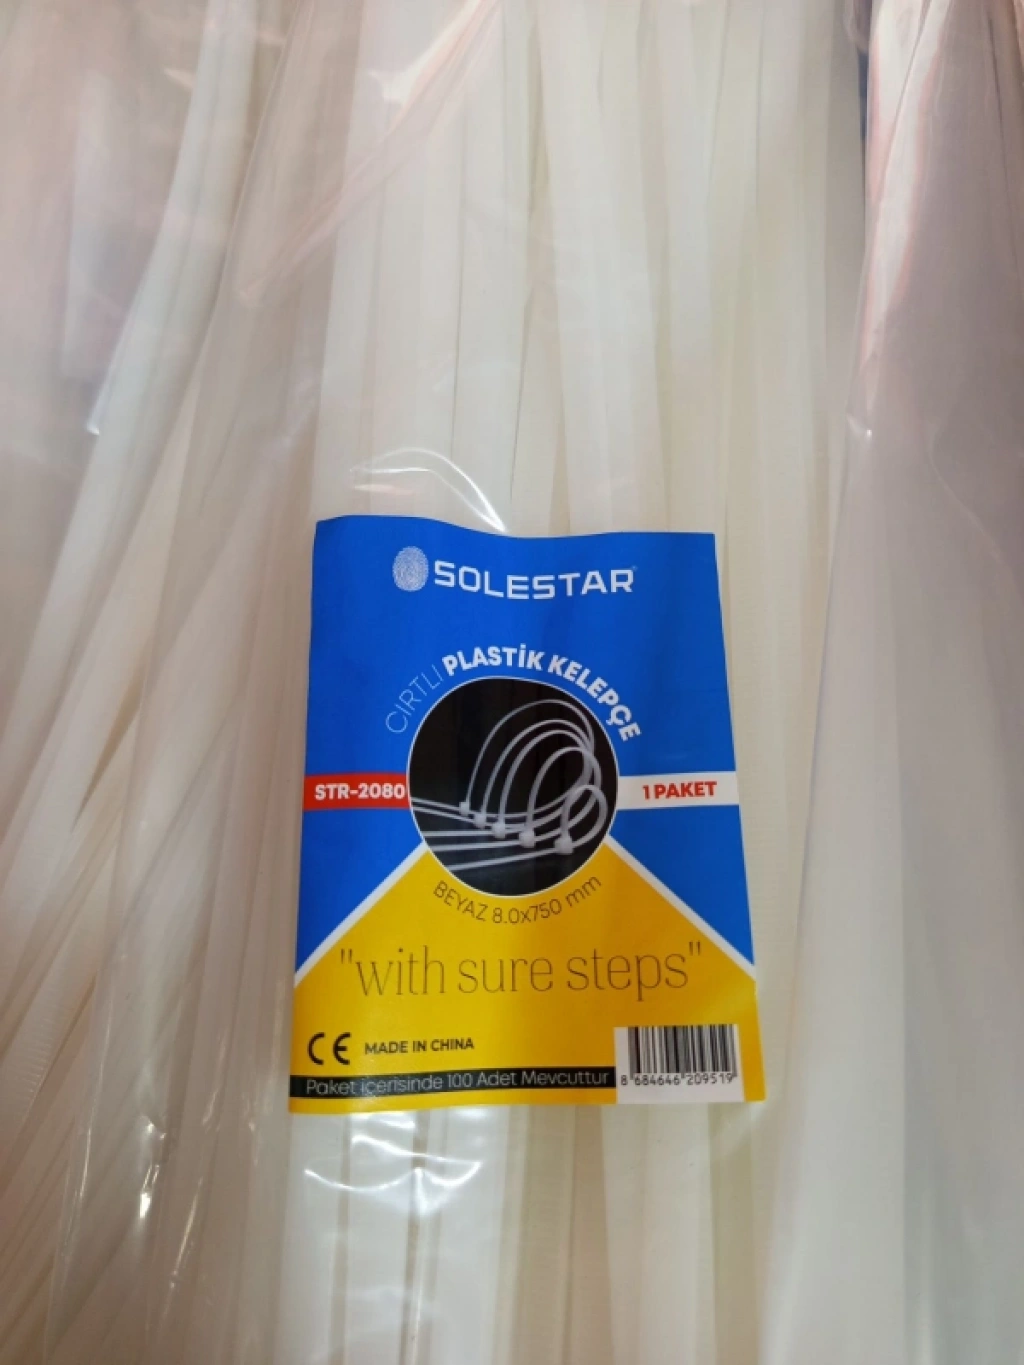 SOLESTAR
CIRTLI PLASTİK KELEPÇE
STR-2080
1 PAKET
BEYAZ 8.0x750 mm
"with sure steps"
CE MADE IN CHINA
Paket içerisinde 100 Adet Mevcuttur
8 684646 209519